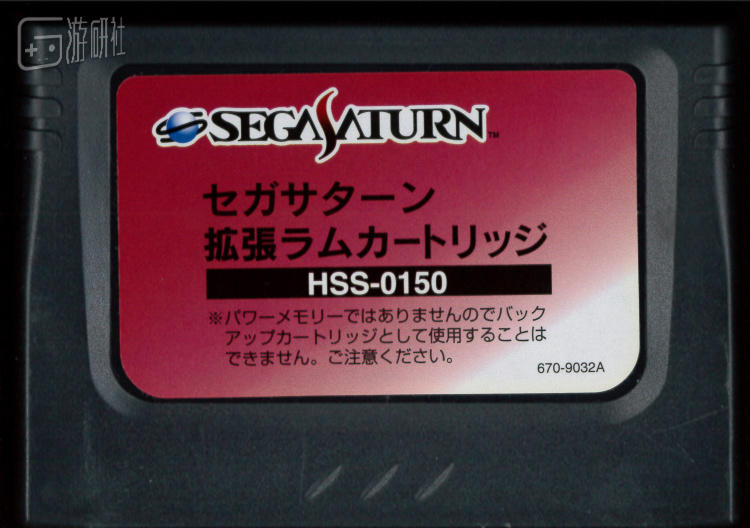 游研社
SEGASATURN™
セガサターン
拡張ラムカートリッジ
HSS-0150
※パワーメモリーではありませんのでバック
アップカートリッジとして使用することは
できません。ご注意ください。
670-9032A